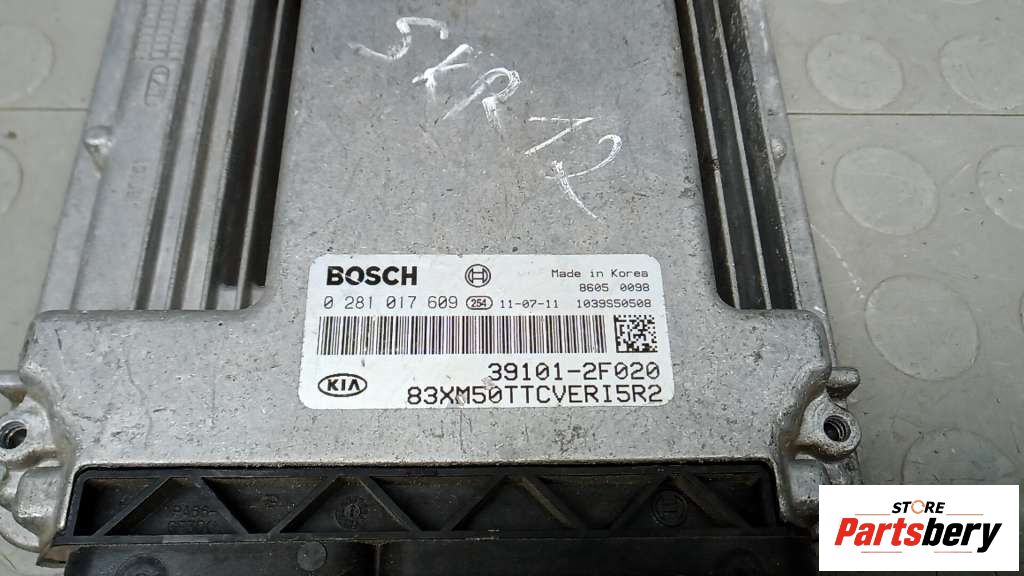 SKR 72
BOSCH
Made in Korea
8605 0098
0 281 017 609 254 11-07-11 1039S50508
39101-2F020
KIA
83XM50TTCVERI5R2
STORE
Partsbery